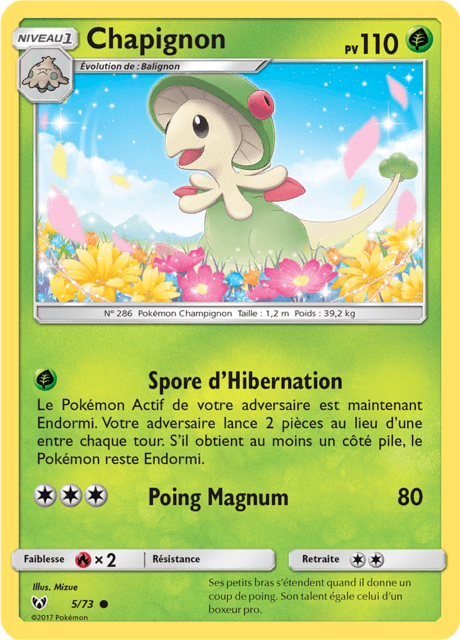 NIVEAU 1
Chapignon
PV 110
Évolution de : Balignon
N° 286 Pokémon Champignon Taille : 1,2 m Poids : 39,2 kg
Spore d'Hibernation
Le Pokémon Actif de votre adversaire est maintenant
Endormi. Votre adversaire lance 2 pièces au lieu d'une
entre chaque tour. S'il obtient au moins un côté pile, le
Pokémon reste Endormi.
Poing Magnum 80
Faiblesse × 2 Résistance Retraite
Illus. Mizue
5/73
©2017 Pokémon
Ses petits bras s'étendent quand il donne un
coup de poing. Son talent égale celui d'un
boxeur pro.